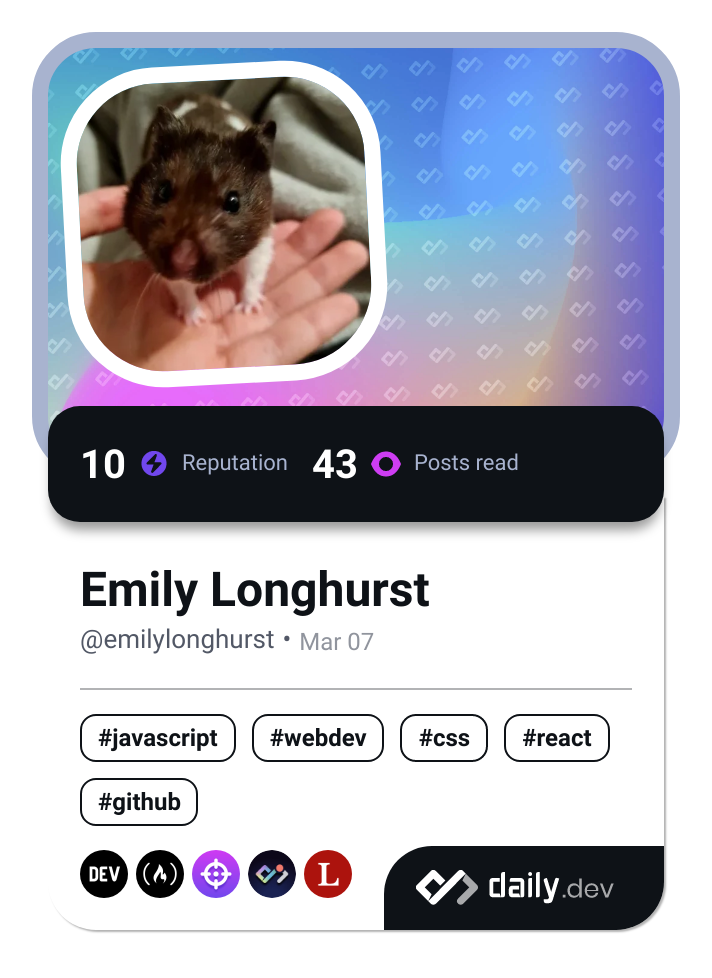 10 Reputation 43 Posts read
Emily Longhurst
@emilylonghurst • Mar 07
#javascript #webdev #css #react
#github
DEV L daily.dev